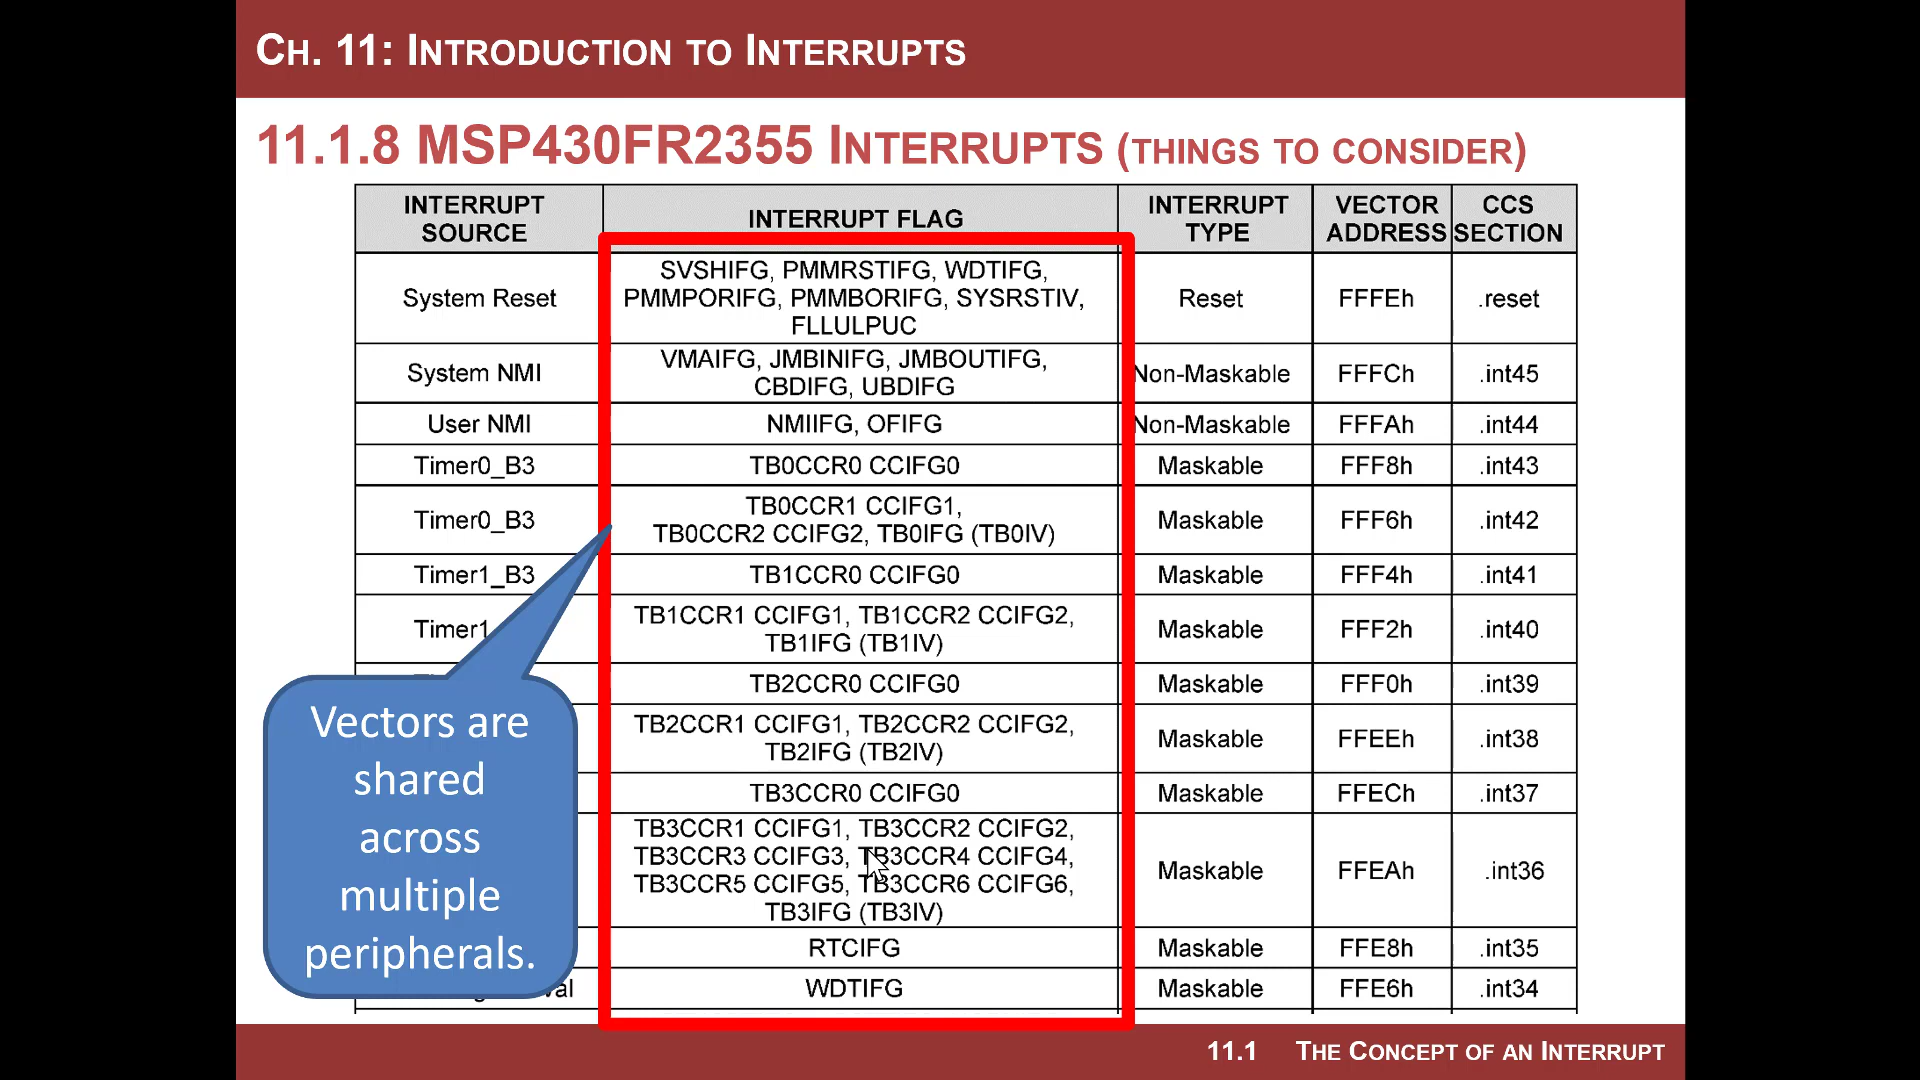 CH. 11: INTRODUCTION TO INTERRUPTS
11.1.8 MSP430FR2355 INTERRUPTS (THINGS TO CONSIDER)
INTERRUPT SOURCE INTERRUPT FLAG INTERRUPT TYPE VECTOR ADDRESS CCS SECTION
System Reset SVSHIFG, PMMRSTIFG, WDTIFG,
PMMPORIFG, PMMBORIFG, SYSRSTIV,
FLLULPUC Reset FFFEh .reset
System NMI VMAIFG, JMBINIFG, JMBOUTIFG,
CBDIFG, UBDIFG Non-Maskable FFFCh .int45
User NMI NMIIFG, OFIFG Non-Maskable FFFAh .int44
Timer0_B3 TB0CCR0 CCIFG0 Maskable FFF8h .int43
Timer0_B3 TB0CCR1 CCIFG1,
TB0CCR2 CCIFG2, TB0IFG (TB0IV) Maskable FFF6h .int42
Timer1_B3 TB1CCR0 CCIFG0 Maskable FFF4h .int41
Timer1 TB1CCR1 CCIFG1, TB1CCR2 CCIFG2,
TB1IFG (TB1IV) Maskable FFF2h .int40
TB2CCR0 CCIFG0 Maskable FFF0h .int39
TB2CCR1 CCIFG1, TB2CCR2 CCIFG2,
TB2IFG (TB2IV) Maskable FFEEh .int38
TB3CCR0 CCIFG0 Maskable FFECh .int37
TB3CCR1 CCIFG1, TB3CCR2 CCIFG2,
TB3CCR3 CCIFG3, TB3CCR4 CCIFG4,
TB3CCR5 CCIFG5, TB3CCR6 CCIFG6,
TB3IFG (TB3IV) Maskable FFEAh .int36
RTCIFG Maskable FFE8h .int35
WDTIFG Maskable FFE6h .int34
Vectors are
shared
across
multiple
peripherals.
11.1 THE CONCEPT OF AN INTERRUPT